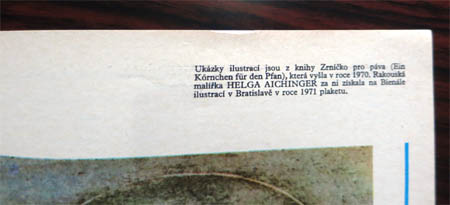 Ukázky ilustrací jsou z knihy Zrníčko pro páva (Ein
Körnchen für den Pfan), která vyšla v roce 1970. Rakouská
malířka HELGA AICHINGER za ni získala na Bienále
ilustrací v Bratislavě v roce 1971 plaketu.